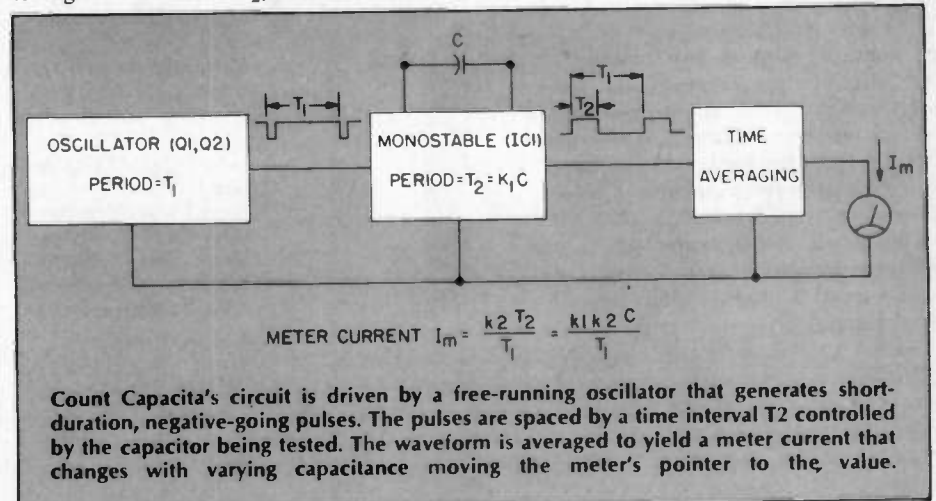 C
T₁
T₁
T₂
OSCILLATOR (Q1,Q2)
PERIOD=T₁
MONOSTABLE (IC1)
PERIOD=T₂=K₁C
TIME
AVERAGING
Iₘ
METER CURRENT Iₘ= k2 T₂ / T₁ = k1k2 C / T₁
Count Capacita's circuit is driven by a free-running oscillator that generates short-
duration, negative-going pulses. The pulses are spaced by a time interval T2 controlled
by the capacitor being tested. The waveform is averaged to yield a meter current that
changes with varying capacitance moving the meter's pointer to the value.